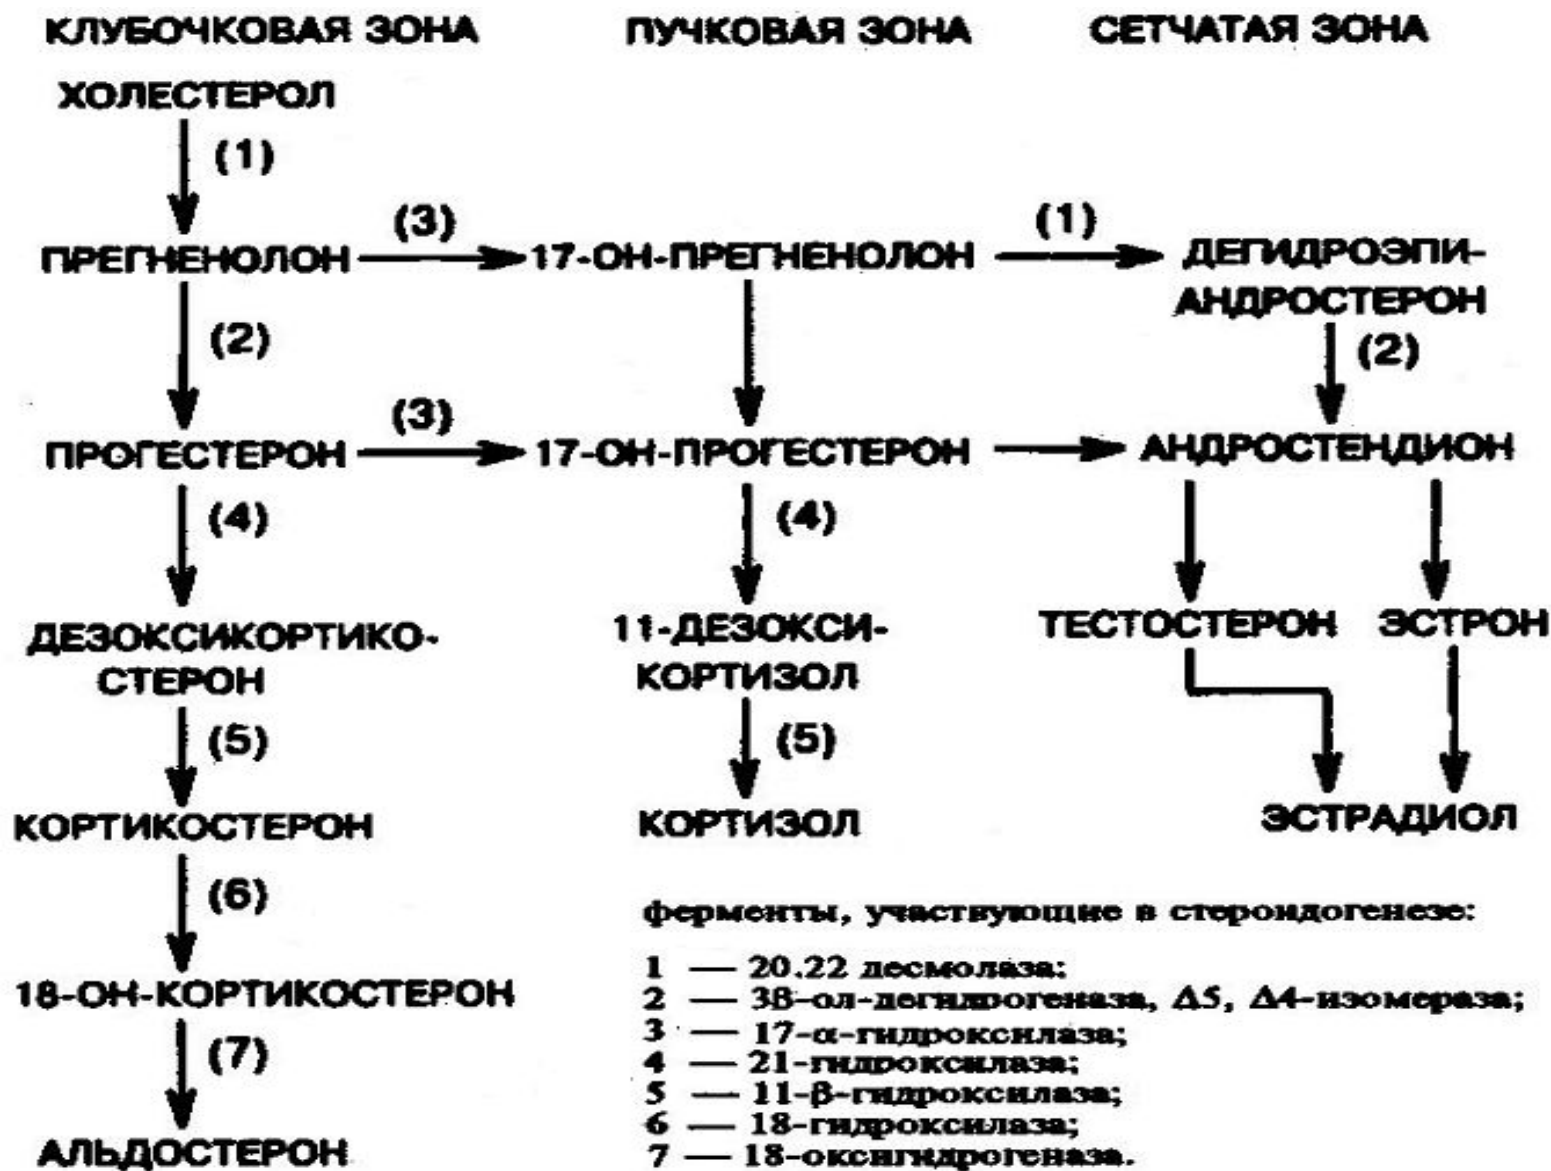 КЛУБОЧКОВАЯ ЗОНА ПУЧКОВАЯ ЗОНА СЕТЧАТАЯ ЗОНА
ХОЛЕСТЕРОЛ
(1)
(3) (1)
ПРЕГНЕНОЛОН 17-ОН-ПРЕГНЕНОЛОН ДЕГИДРОЭПИ-
АНДРОСТЕРОН
(2) (2)
(3)
ПРОГЕСТЕРОН 17-ОН-ПРОГЕСТЕРОН АНДРОСТЕНДИОН
(4) (4)
ДЕЗОКСИКОРТИКО- 11-ДЕЗОКСИ- ТЕСТОСТЕРОН ЭСТРОН
СТЕРОН КОРТИЗОЛ
(5) (5)
КОРТИКОСТЕРОН КОРТИЗОЛ ЭСТРАДИОЛ
(6)
18-ОН-КОРТИКОСТЕРОН
(7)
АЛЬДОСТЕРОН
ферменты, участвующие в стероидогенезе:
1 — 20.22 десмолаза;
2 — 3В-ол-дегидрогеназа, Δ5, Δ4-изомераза;
3 — 17-α-гидроксилаза;
4 — 21-гидроксилаза;
5 — 11-β-гидроксилаза;
6 — 18-гидроксилаза;
7 — 18-оксигидрогеназа.